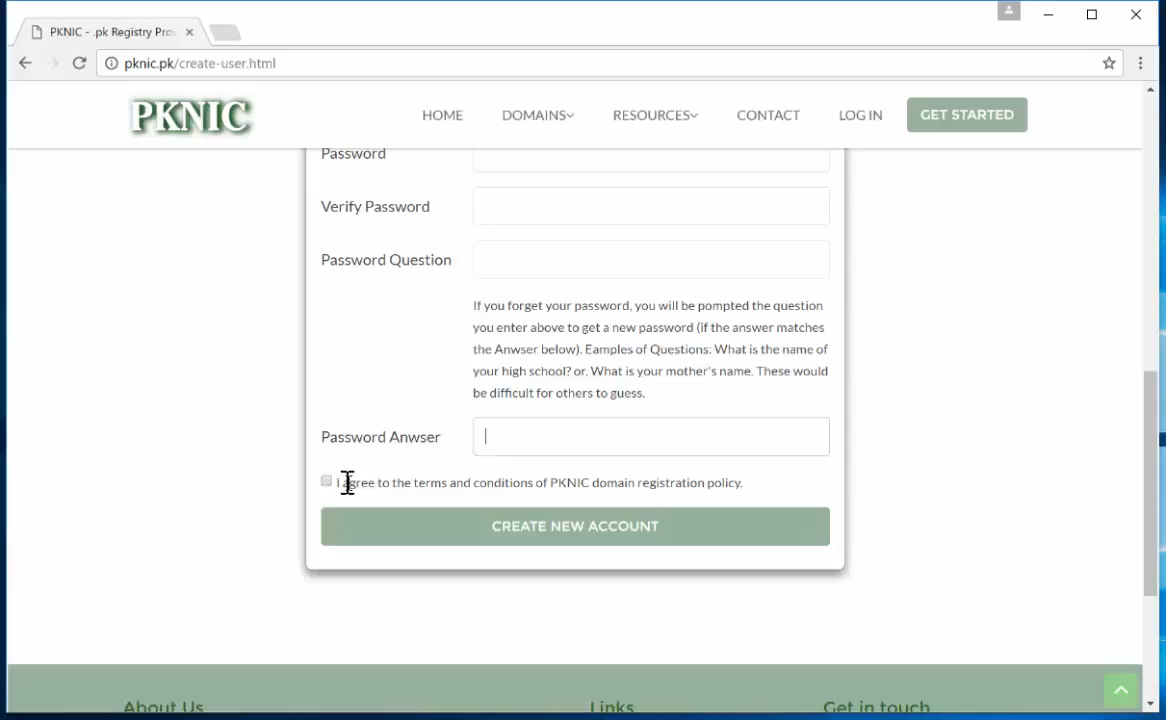 PKNIC - .pk Registry Pro
pknic.pk/create-user.html
PKNIC
HOME
DOMAINS
RESOURCES
CONTACT
LOG IN
GET STARTED
Password
Verify Password
Password Question
If you forget your password, you will be pompted the question
you enter above to get a new password (if the answer matches
the Anwser below). Eamples of Questions: What is the name of
your high school? or, What is your mother's name. These would
be difficult for others to guess.
Password Anwser
I agree to the terms and conditions of PKNIC domain registration policy.
CREATE NEW ACCOUNT
About Us
Links
Get in touch